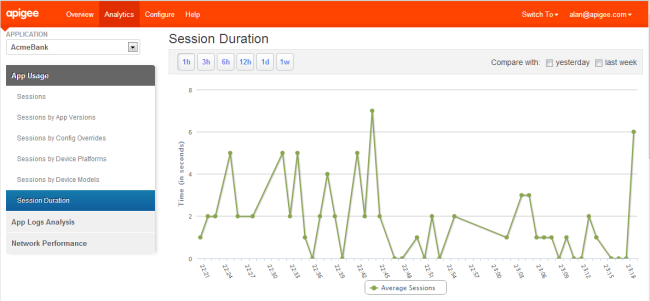 apigee
Overview
Analytics
Configure
Help
Switch To
alan@apigee.com
APPLICATION
AcmeBank
App Usage
Sessions
Sessions by App Versions
Sessions by Config Overrides
Sessions by Device Platforms
Sessions by Device Models
Session Duration
App Logs Analysis
Network Performance
Session Duration
1h 3h 6h 12h 1d 1w
Compare with: yesterday last week
Time (in seconds)
8
6
4
2
0
22:21 22:24 22:27 22:30 22:33 22:36 22:39 22:42 22:45 22:48 22:51 22:54 22:57 23:00 23:03 23:06 23:09 23:12 23:15 23:18
Average Sessions